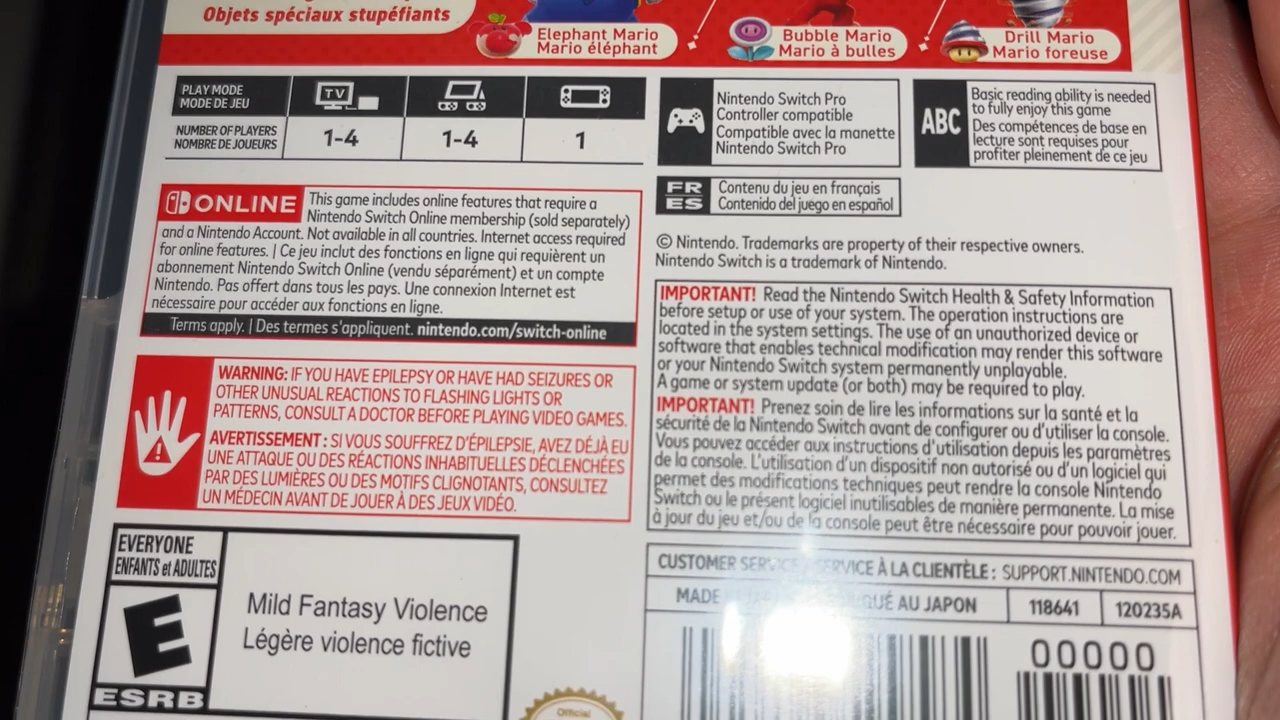 Objets spéciaux stupéfiants
Elephant Mario
Mario éléphant
Bubble Mario
Mario à bulles
Drill Mario
Mario foreuse
PLAY MODE
MODE DE JEU
TV
NUMBER OF PLAYERS
NOMBRE DE JOUEURS
1-4
1-4
1
Nintendo Switch Pro
Controller compatible
Compatible avec la manette
Nintendo Switch Pro
ABC
Basic reading ability is needed
to fully enjoy this game
Des compétences de base en
lecture sont requises pour
profiter pleinement de ce jeu
FR
ES
Contenu du jeu en français
Contenido del juego en español
ONLINE
This game includes online features that require a
Nintendo Switch Online membership (sold separately)
and a Nintendo Account. Not available in all countries. Internet access required
for online features. | Ce jeu inclut des fonctions en ligne qui requièrent un
abonnement Nintendo Switch Online (vendu séparément) et un compte
Nintendo. Pas offert dans tous les pays. Une connexion Internet est
nécessaire pour accéder aux fonctions en ligne.
Terms apply. | Des termes s'appliquent. nintendo.com/switch-online
© Nintendo. Trademarks are property of their respective owners.
Nintendo Switch is a trademark of Nintendo.
WARNING: IF YOU HAVE EPILEPSY OR HAVE HAD SEIZURES OR
OTHER UNUSUAL REACTIONS TO FLASHING LIGHTS OR
PATTERNS, CONSULT A DOCTOR BEFORE PLAYING VIDEO GAMES.
AVERTISSEMENT : SI VOUS SOUFFREZ D'ÉPILEPSIE, AVEZ DÉJÀ EU
UNE ATTAQUE OU DES RÉACTIONS INHABITUELLES DÉCLENCHÉES
PAR DES LUMIÈRES OU DES MOTIFS CLIGNOTANTS, CONSULTEZ
UN MÉDECIN AVANT DE JOUER À DES JEUX VIDÉO.
IMPORTANT! Read the Nintendo Switch Health & Safety Information
before setup or use of your system. The operation instructions are
located in the system settings. The use of an unauthorized device or
software that enables technical modification may render this software
or your Nintendo Switch system permanently unplayable.
A game or system update (or both) may be required to play.
IMPORTANT! Prenez soin de lire les informations sur la santé et la
sécurité de la Nintendo Switch avant de configurer ou d'utiliser la console.
Vous pouvez accéder aux instructions d'utilisation depuis les paramètres
de la console. L'utilisation d'un dispositif non autorisé ou d'un logiciel qui
permet des modifications techniques peut rendre la console Nintendo
Switch ou le présent logiciel inutilisables de manière permanente. La mise
à jour du jeu et/ou de la console peut être nécessaire pour pouvoir jouer.
EVERYONE
ENFANTS et ADULTES
E
ESRB
Mild Fantasy Violence
Légère violence fictive
Official
CUSTOMER SERVICE / SERVICE À LA CLIENTÈLE : SUPPORT.NINTENDO.COM
MADE AU JAPON
118641
120235A
00000